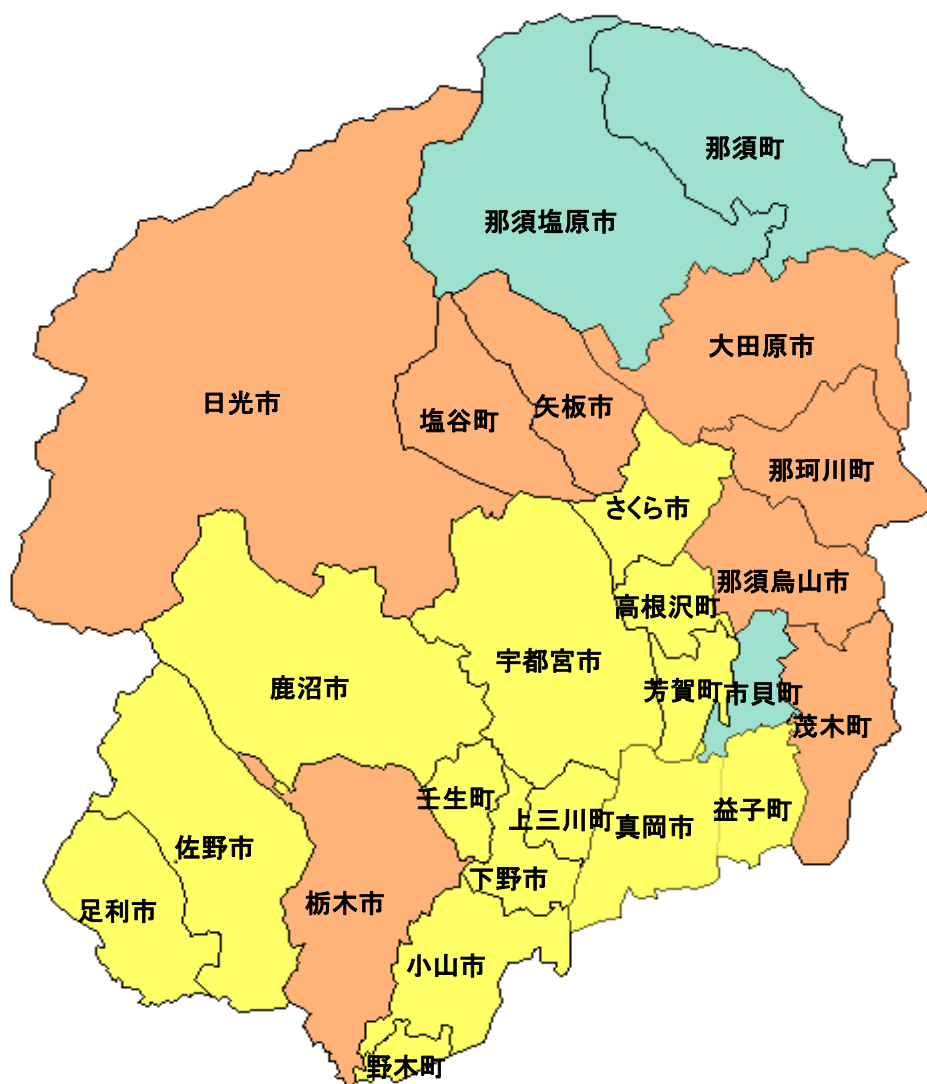 那須町
那須塩原市
大田原市
日光市
矢板市
塩谷町
那珂川町
さくら市
那須烏山市
高根沢町
宇都宮市
鹿沼市
芳賀町
市貝町
茂木町
壬生町
上三川町
真岡市
益子町
佐野市
下野市
栃木市
足利市
小山市
野木町